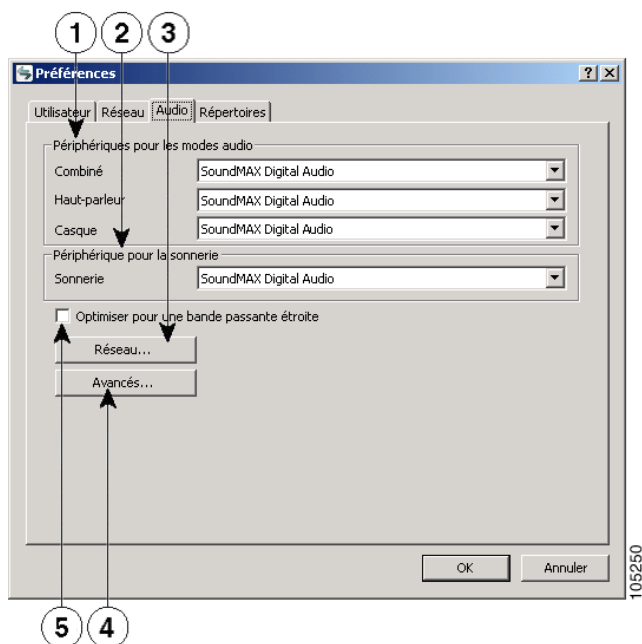 1 2 3
Préférences
Utilisateur Réseau Audio Répertoires
Périphériques pour les modes audio
Combiné SoundMAX Digital Audio
Haut-parleur SoundMAX Digital Audio
Casque SoundMAX Digital Audio
Périphérique pour la sonnerie
Sonnerie SoundMAX Digital Audio
Optimiser pour une bande passante étroite
Réseau...
Avancés...
OK Annuler
105250
5 4